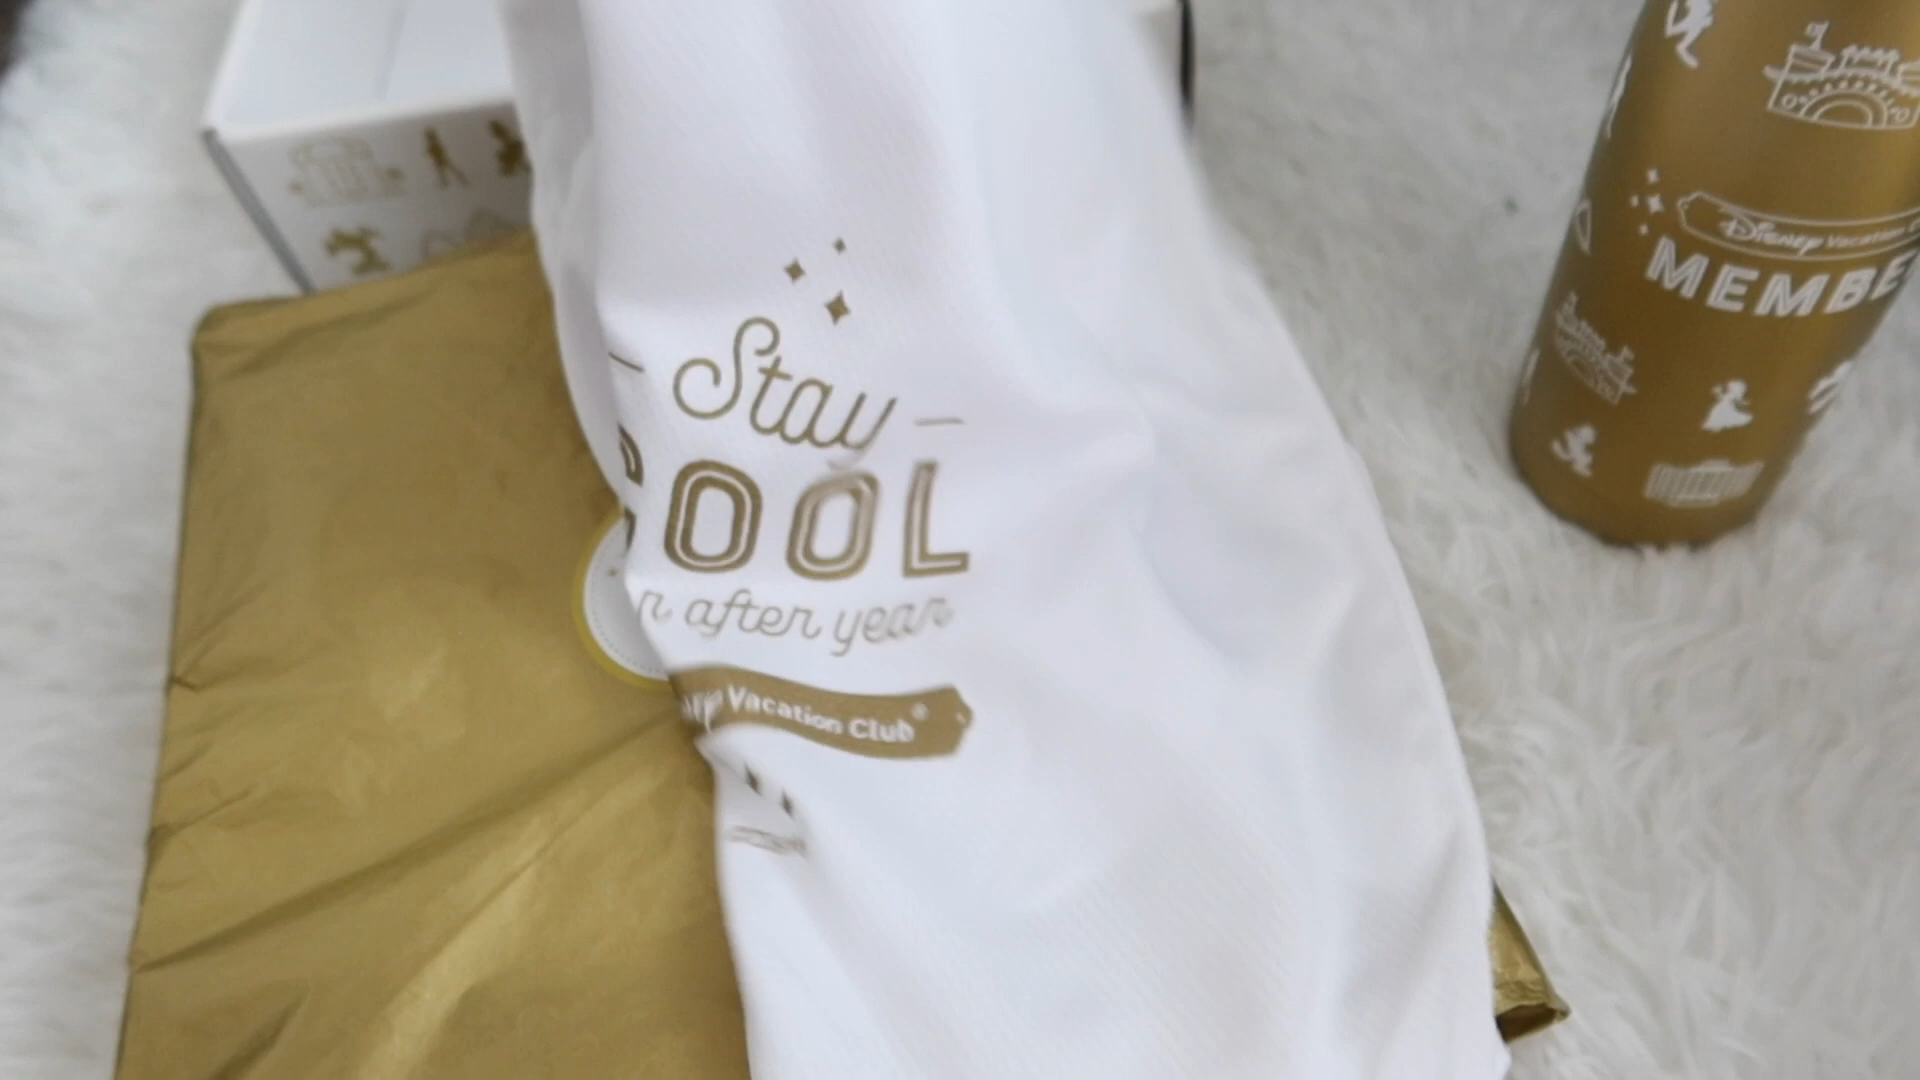 Stay
COOL
after year
Vacation Club®
Disney Vacation
MEMBE